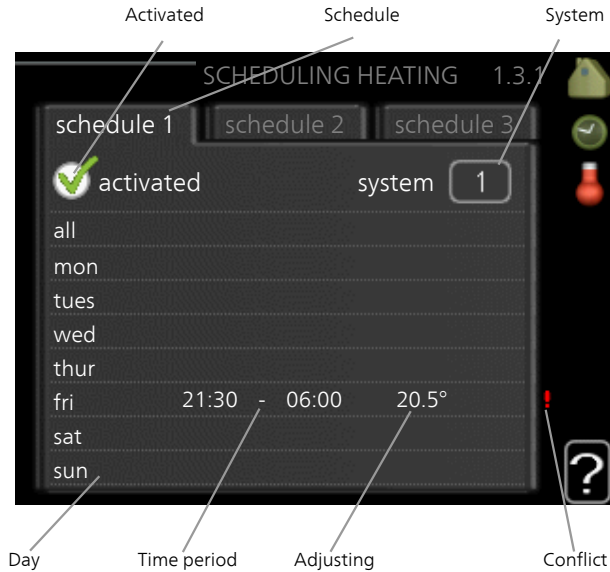 Activated Schedule System
SCHEDULING HEATING 1.3.1
schedule 1 schedule 2 schedule 3
activated system 1
all
mon
tues
wed
thur
fri 21:30 - 06:00 20.5° !
sat
sun
?
Day Time period Adjusting Conflict